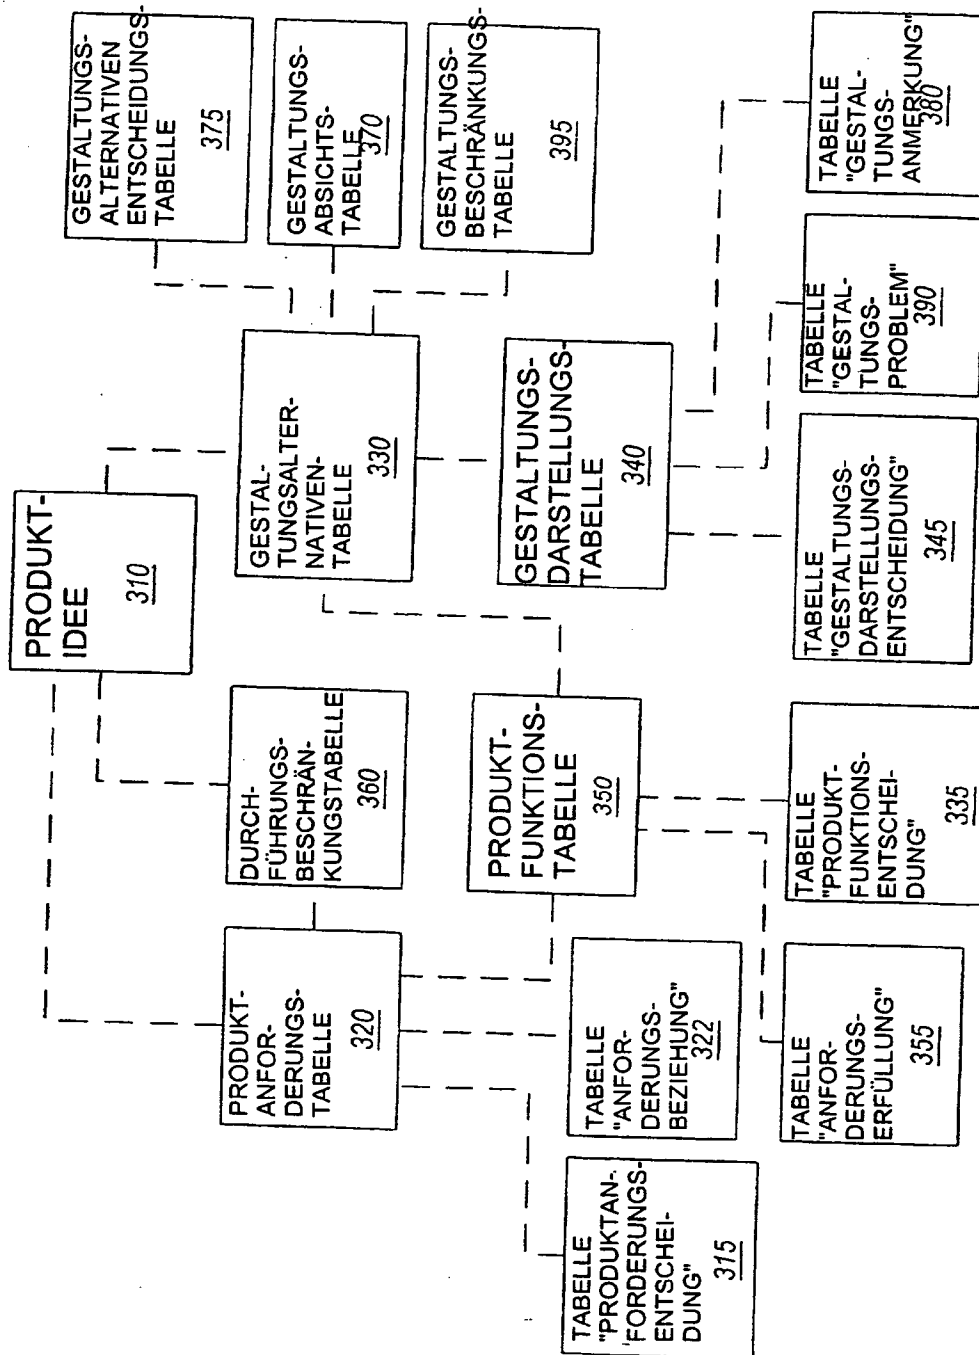 PRODUKT-
IDEE
310
GESTALTUNGS-
ALTERNATIVEN
ENTSCHEIDUNGS-
TABELLE
375
GESTALTUNGS-
ABSICHTS-
TABELLE
370
GESTALTUNGS-
BESCHRÄNKUNGS-
TABELLE
395
PRODUKT-
ANFOR-
DERUNGS-
TABELLE
320
DURCH-
FÜHRUNGS-
BESCHRÄN-
KUNGSTABELLE
360
GESTAL-
TUNGSALTER-
NATIVEN-
TABELLE
330
PRODUKT-
FUNKTIONS-
TABELLE
350
GESTALTUNGS-
DARSTELLUNGS-
TABELLE
340
TABELLE
"PRODUKTAN-
FORDERUNGS-
ENTSCHEI-
DUNG"
315
TABELLE
"ANFOR-
DERUNGS-
BEZIEHUNG"
322
TABELLE
"ANFOR-
DERUNGS-
ERFÜLLUNG"
355
TABELLE
"PRODUKT-
FUNKTIONS-
ENTSCHEI-
DUNG"
335
TABELLE
"GESTALTUNGS-
DARSTELLUNGS-
ENTSCHEIDUNG"
345
TABELLE
"GESTAL-
TUNGS-
PROBLEM"
390
TABELLE
"GESTAL-
TUNGS-
ANMERKUNG"
380